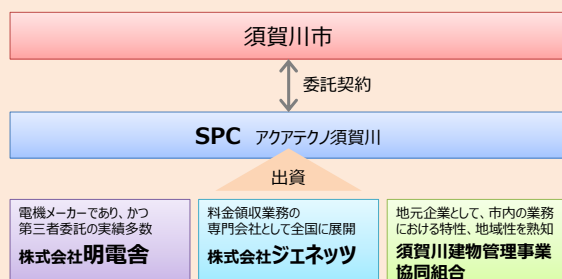 須賀川市
委託契約
SPC アクアテクノ須賀川
出資
電機メーカーであり、かつ
第三者委託の実績多数
株式会社明電舎
料金領収業務の
専門会社として全国に展開
株式会社ジェネッツ
地元企業として、市内の業務
における特性、地域性を熟知
須賀川建物管理事業
協同組合